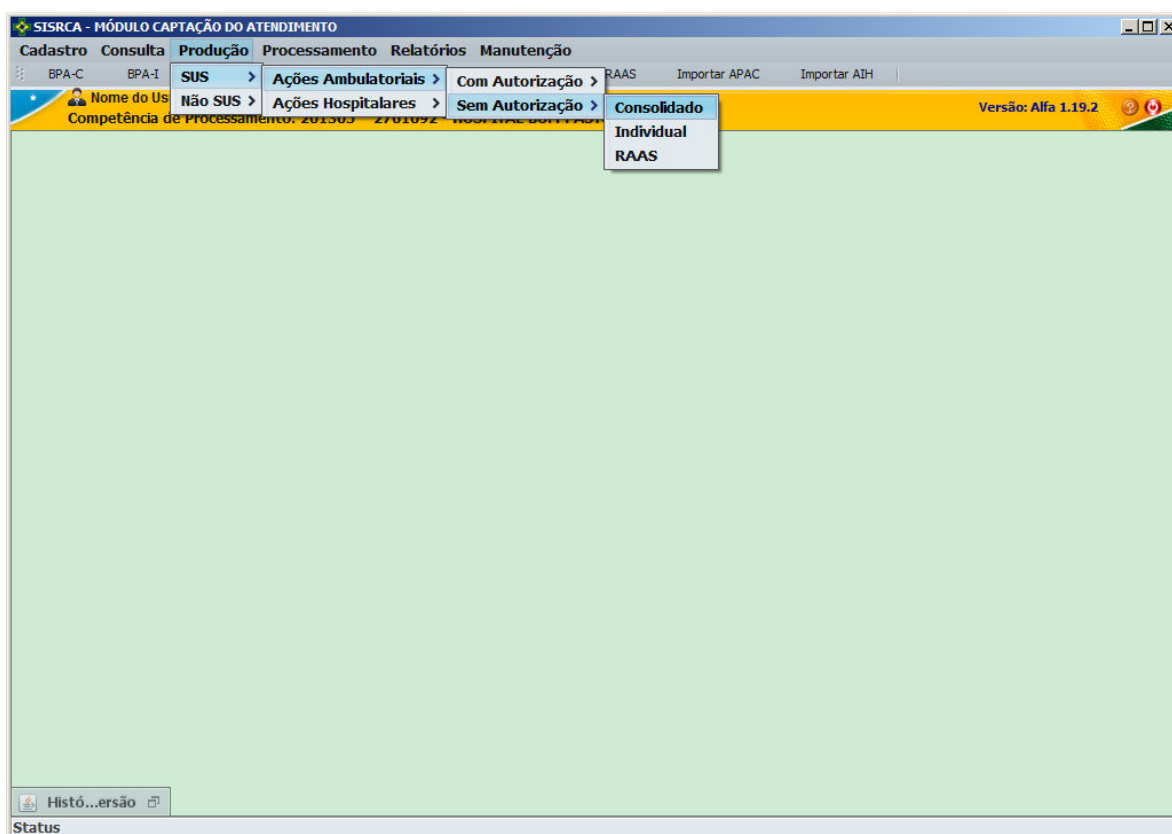 SISRCA - MÓDULO CAPTAÇÃO DO ATENDIMENTO
Cadastro Consulta Produção Processamento Relatórios Manutenção
BPA-C BPA-I RAAS Importar APAC Importar AIH
SUS >
Não SUS >
Ações Ambulatoriais >
Ações Hospitalares >
Com Autorização >
Sem Autorização >
Consolidado
Individual
RAAS
Nome do Us
Competência de Processamento: 201305 2701092
Versão: Alfa 1.19.2
Histó...ersão
Status